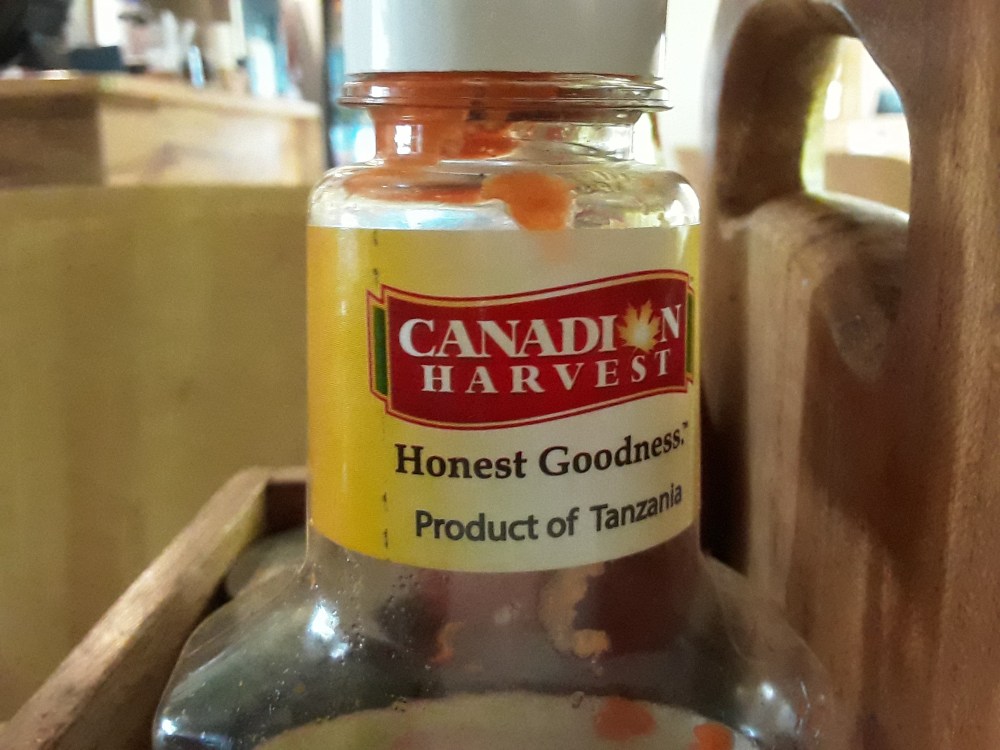 CANADIAN
HARVEST
Honest Goodness.™
Product of Tanzania